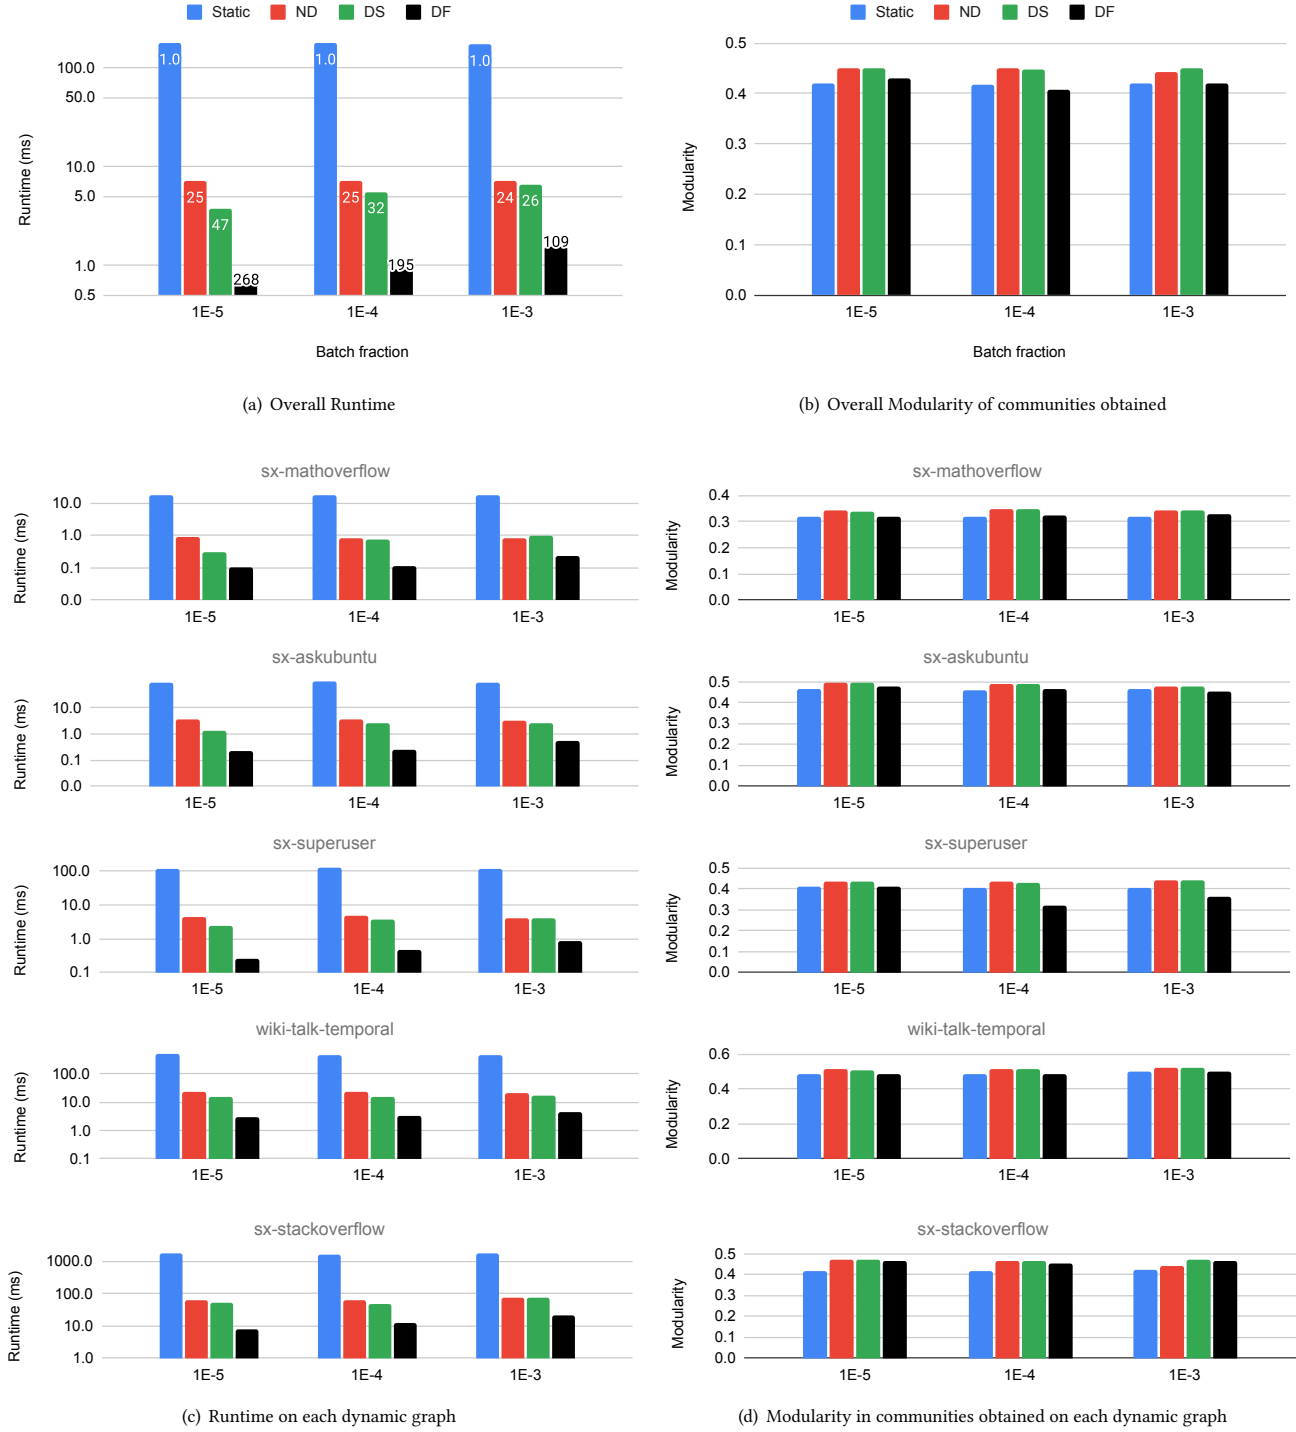 Static ND DS DF
Runtime (ms)
100.0
50.0
10.0
5.0
1.0
0.5
1.0 25 47 268
1.0 25 32 195
1.0 24 26 109
1E-5 1E-4 1E-3
Batch fraction
(a) Overall Runtime
Static ND DS DF
Modularity
0.5
0.4
0.3
0.2
0.1
0.0
1E-5 1E-4 1E-3
Batch fraction
(b) Overall Modularity of communities obtained
sx-mathoverflow
Runtime (ms)
10.0
1.0
0.1
0.0
1E-5 1E-4 1E-3
sx-askubuntu
Runtime (ms)
10.0
1.0
0.1
0.0
1E-5 1E-4 1E-3
sx-superuser
Runtime (ms)
100.0
10.0
1.0
0.1
1E-5 1E-4 1E-3
wiki-talk-temporal
Runtime (ms)
100.0
10.0
1.0
0.1
1E-5 1E-4 1E-3
sx-stackoverflow
Runtime (ms)
1000.0
100.0
10.0
1.0
1E-5 1E-4 1E-3
(c) Runtime on each dynamic graph
sx-mathoverflow
Modularity
0.4
0.3
0.2
0.1
0.0
1E-5 1E-4 1E-3
sx-askubuntu
Modularity
0.5
0.4
0.3
0.2
0.1
0.0
1E-5 1E-4 1E-3
sx-superuser
Modularity
0.5
0.4
0.3
0.2
0.1
0.0
1E-5 1E-4 1E-3
wiki-talk-temporal
Modularity
0.6
0.4
0.2
0.0
1E-5 1E-4 1E-3
sx-stackoverflow
Modularity
0.5
0.4
0.3
0.2
0.1
0.0
1E-5 1E-4 1E-3
(d) Modularity in communities obtained on each dynamic graph